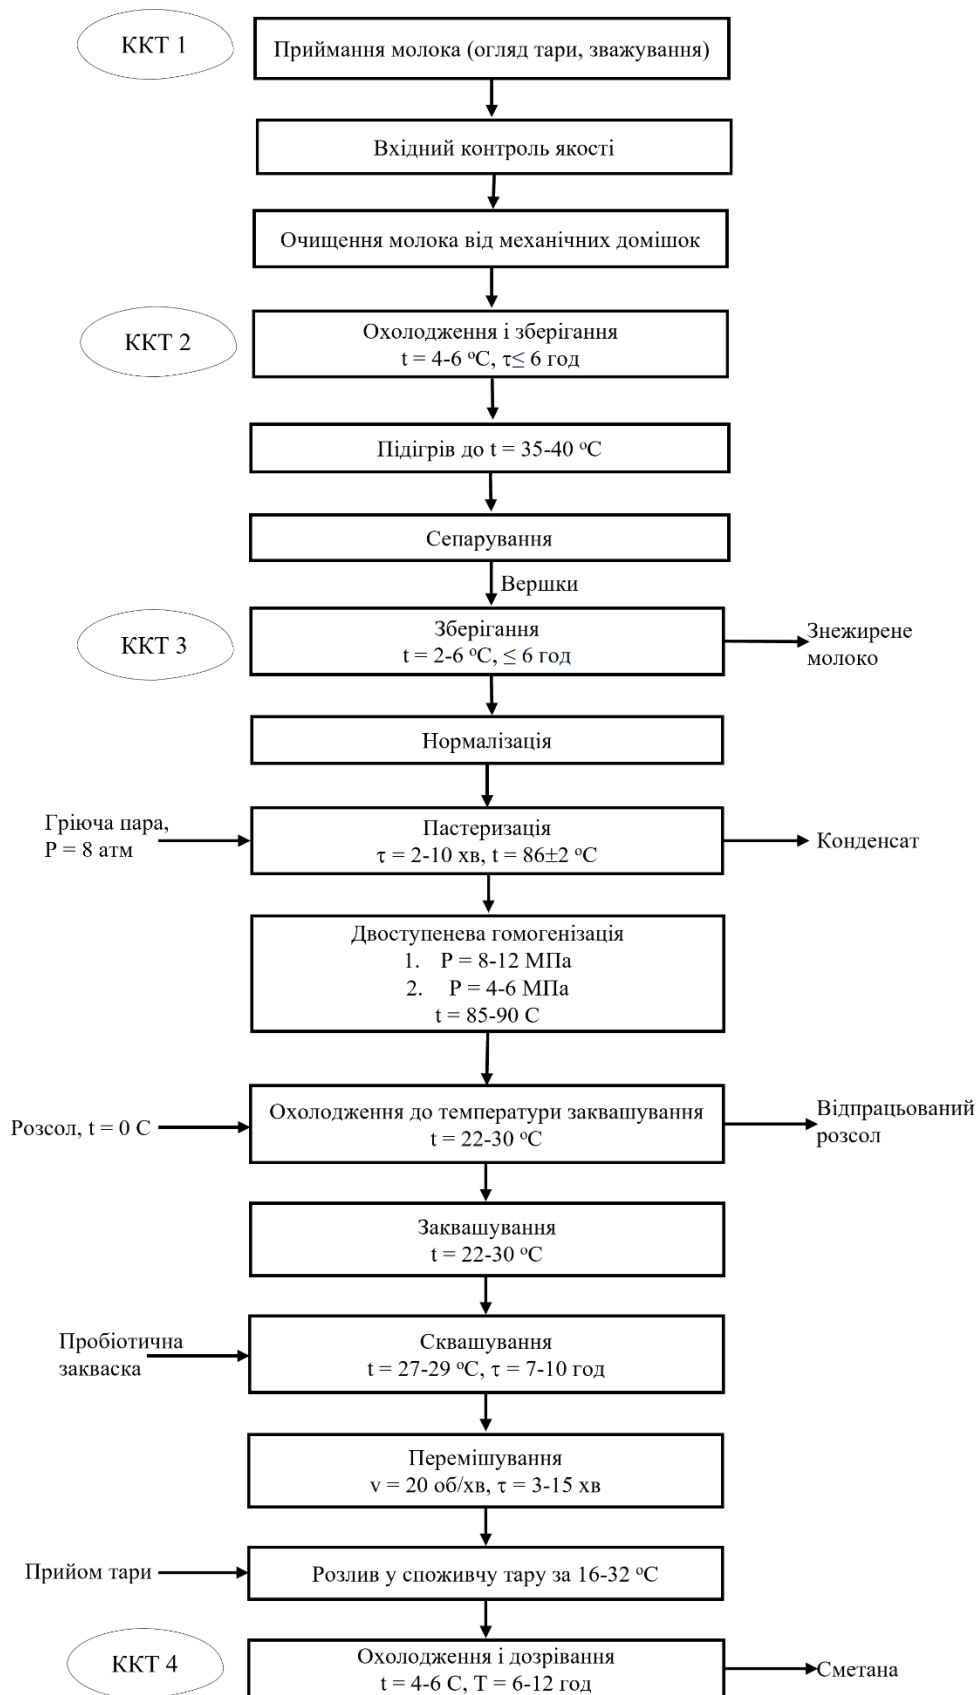 ККТ 1
Приймання молока (огляд тари, зважування)
Вхідний контроль якості
Очищення молока від механічних домішок
ККТ 2
Охолодження і зберігання
t = 4-6 ºС, τ≤ 6 год
Підігрів до t = 35-40 ºС
Сепарування
Вершки
ККТ 3
Зберігання
t = 2-6 ºС, ≤ 6 год
Знежирене
молоко
Нормалізація
Гріюча пара,
Р = 8 атм
Пастеризація
τ = 2-10 хв, t = 86±2 ºС
Конденсат
Двоступенева гомогенізація
1. Р = 8-12 МПа
2. Р = 4-6 МПа
t = 85-90 С
Розсол, t = 0 С
Охолодження до температури заквашування
t = 22-30 ºС
Відпрацьований
розсол
Заквашування
t = 22-30 ºС
Пробіотична
закваска
Сквашування
t = 27-29 ºС, τ = 7-10 год
Перемішування
v = 20 об/хв, τ = 3-15 хв
Прийом тари
Розлив у споживчу тару за 16-32 ºС
ККТ 4
Охолодження і дозрівання
t = 4-6 С, Т = 6-12 год
Сметана